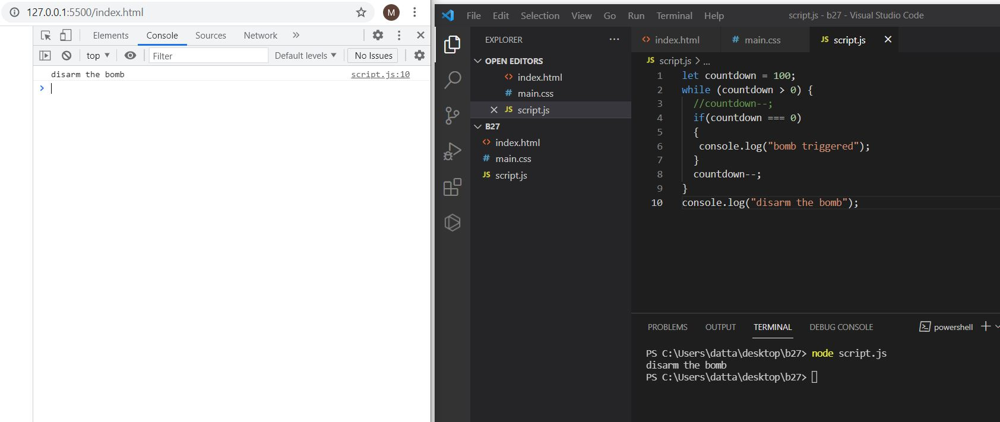 127.0.0.1:5500/index.html
M
Elements Console Sources Network
top Filter Default levels No Issues
disarm the bomb script.js:10
File Edit Selection View Go Run Terminal Help script.js - b27 - Visual Studio Code
EXPLORER
OPEN EDITORS
<> index.html
# main.css
JS script.js
B27
<> index.html
# main.css
JS script.js
<> index.html # main.css JS script.js
JS script.js > ...
1 let countdown = 100;
2 while (countdown > 0) {
3 //countdown--;
4 if(countdown === 0)
5 {
6 console.log("bomb triggered");
7 }
8 countdown--;
9 }
10 console.log("disarm the bomb");
PROBLEMS OUTPUT TERMINAL DEBUG CONSOLE powershell
PS C:\Users\datta\desktop\b27> node script.js
disarm the bomb
PS C:\Users\datta\desktop\b27>